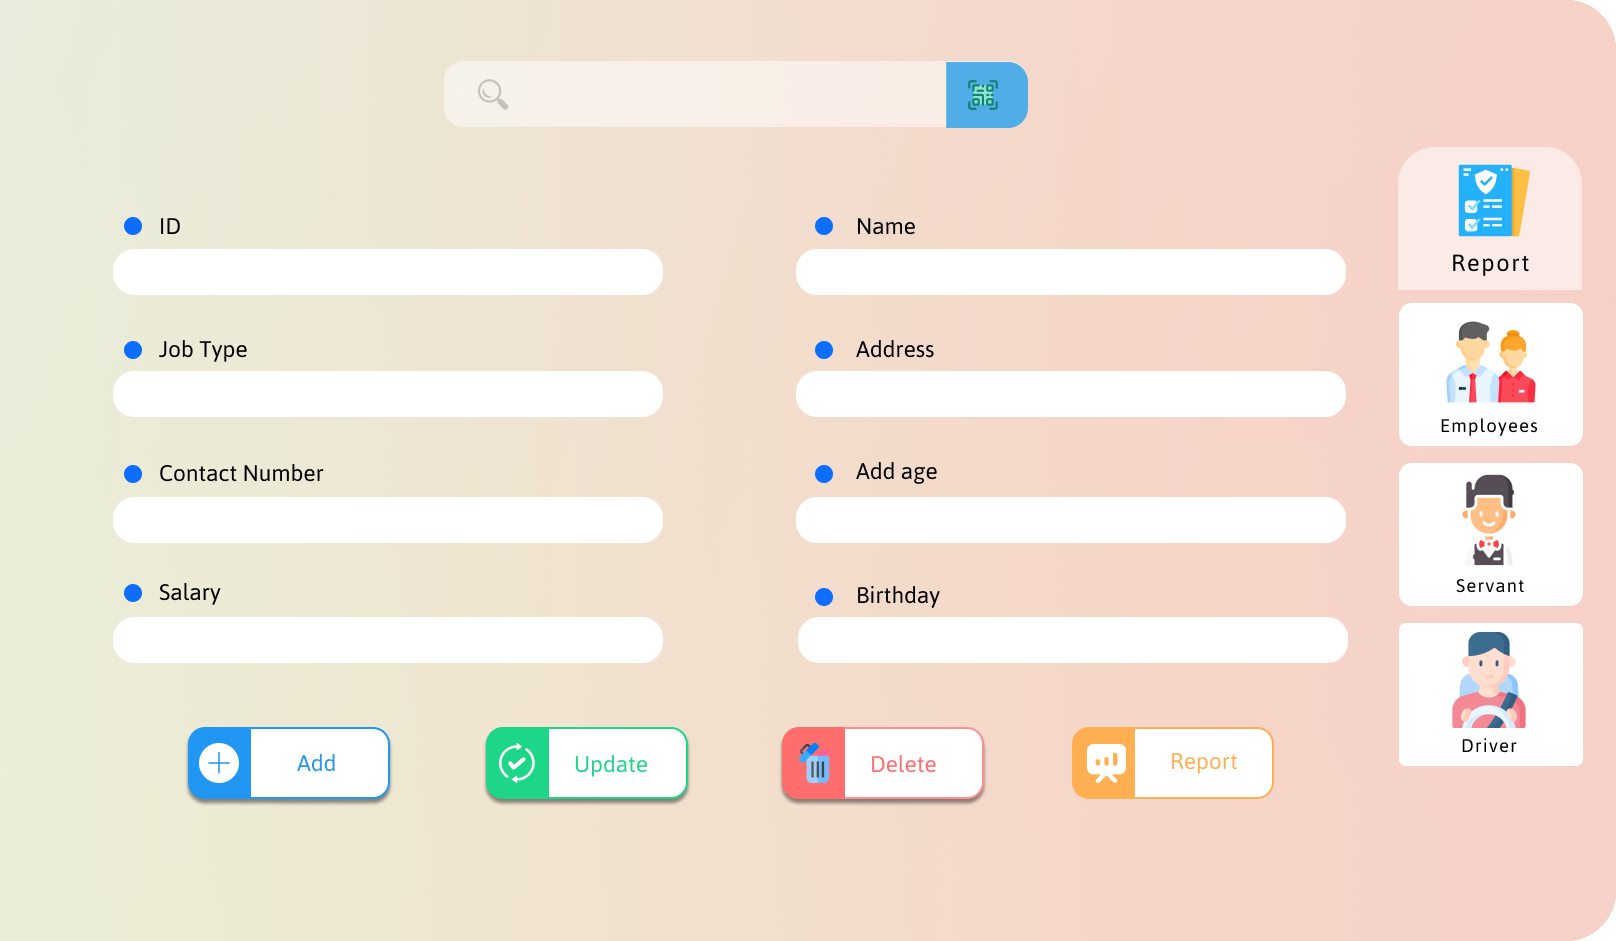 ID
Name
Report
Job Type
Address
Employees
Contact Number
Add age
Servant
Salary
Birthday
Driver
Add
Update
Delete
Report